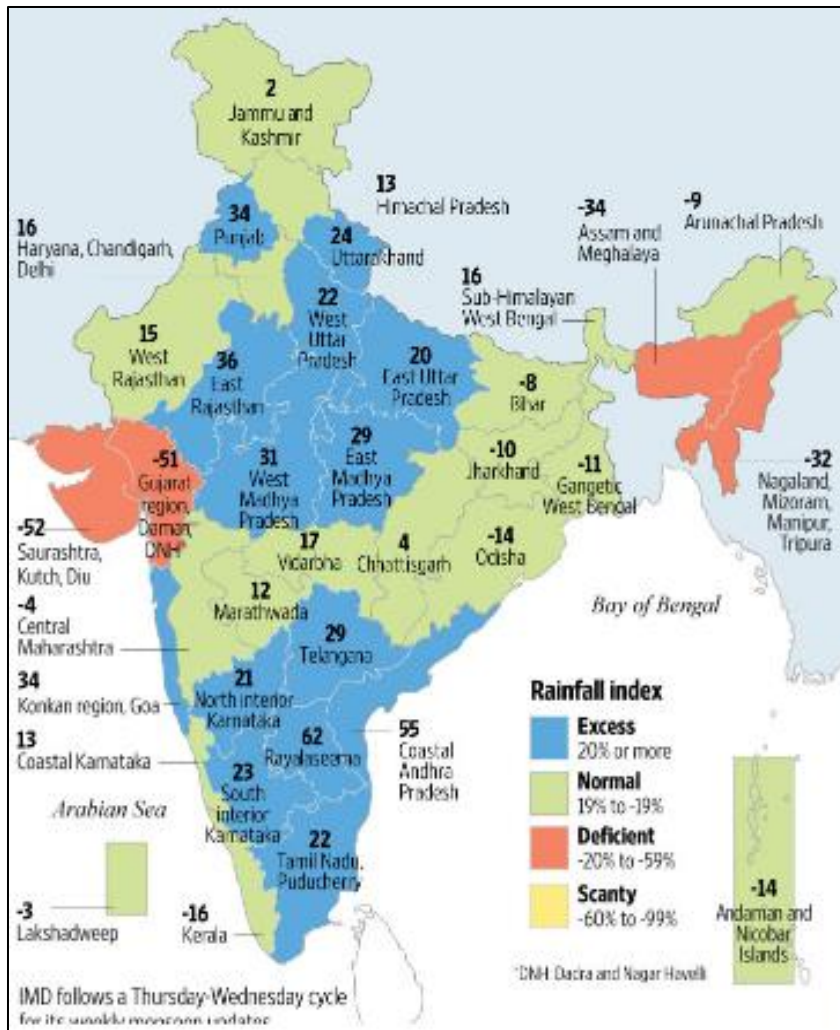 2
Jammu and
Kashmir
13
Himachal Pradesh
34
Punjab
16
Haryana, Chandigarh,
Delhi
24
Uttarakhand
-34
Assam and
Meghalaya
-9
Arunachal Pradesh
22
West
Uttar
Pradesh
16
Sub-Himalayan
West Bengal
15
West
Rajasthan
36
East
Rajasthan
20
East Uttar
Pradesh
-8
Bihar
-51
Gujarat
region,
Daman,
DNH
31
West
Madhya
Pradesh
29
East
Madhya
Pradesh
-10
Jharkhand
-11
Gangetic
West Bengal
-32
Nagaland,
Mizoram,
Manipur,
Tripura
-52
Saurashtra,
Kutch, Diu
17
Vidarbha
4
Chhattisgarh
-14
Odisha
-4
Central
Maharashtra
12
Marathwada
Bay of Bengal
29
Telangana
34
Konkan region, Goa
21
North interior
Karnataka
13
Coastal Karnataka
62
Rayalaseema
55
Coastal
Andhra
Pradesh
23
South
interior
Karnataka
Arabian Sea
22
Tamil Nadu,
Puducherry
-3
Lakshadweep
-16
Kerala
Rainfall index
Excess
20% or more
Normal
19% to -19%
Deficient
-20% to -59%
Scanty
-60% to -99%
-14
Andaman and
Nicobar
Islands
*DNH: Dadra and Nagar Haveli
IMD follows a Thursday-Wednesday cycle
for its weekly monsoon updates